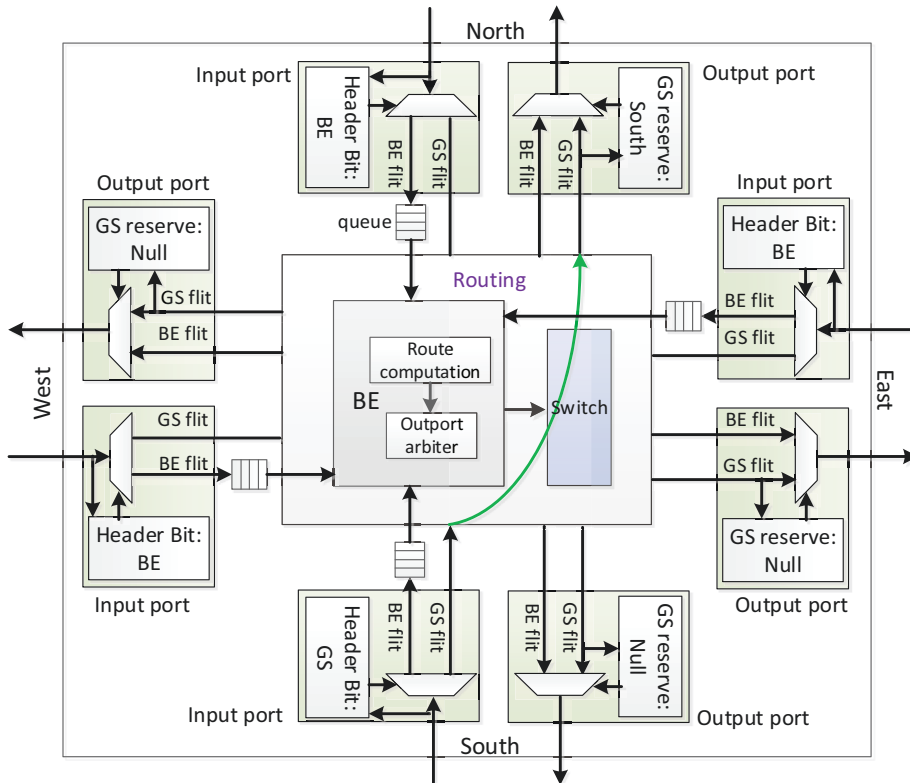 North
Input port
Header Bit:
BE
BE flit
GS flit
queue
Output port
GS reserve:
South
BE flit
GS flit
Output port
GS reserve:
Null
GS flit
BE flit
Input port
Header Bit:
BE
BE flit
GS flit
Routing
Route
computation
BE
Outport
arbiter
Switch
West
East
GS flit
BE flit
Header Bit:
BE
Input port
BE flit
GS flit
GS reserve:
Null
Output port
Header Bit:
GS
BE flit
GS flit
Input port
BE flit
GS flit
GS reserve:
Null
Output port
South